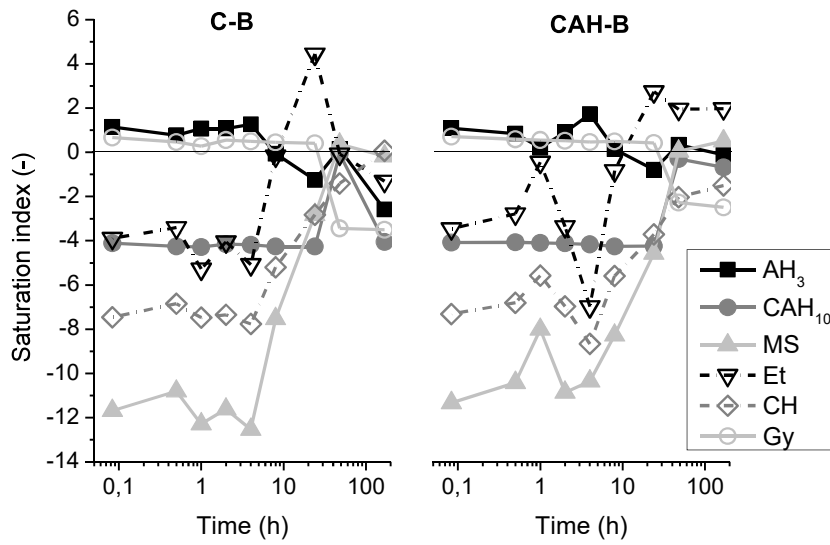 C-B
CAH-B
Saturation index (-)
6
4
2
0
-2
-4
-6
-8
-10
-12
-14
0,1
1
10
100
0,1
1
10
100
Time (h)
Time (h)
AH₃
CAH₁₀
MS
Et
CH
Gy